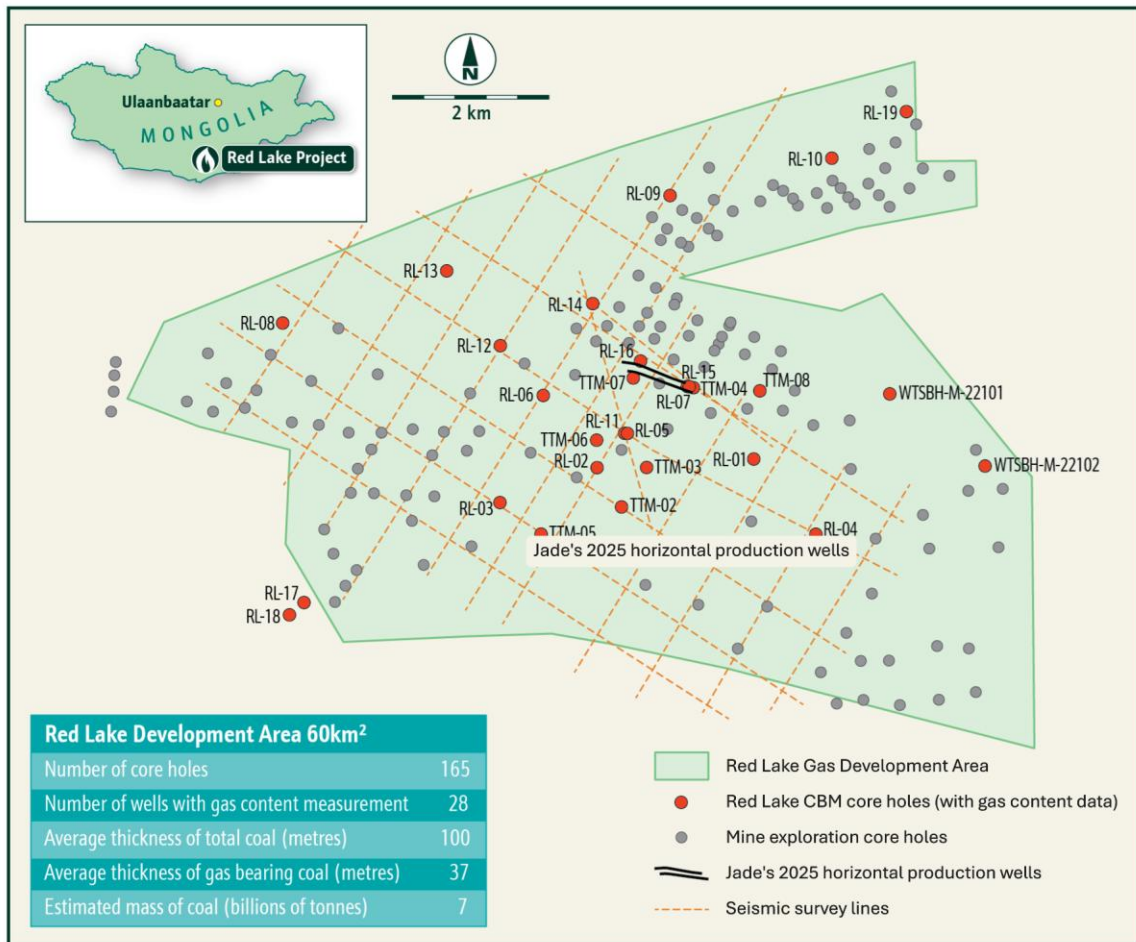 Ulaanbaatar
MONGOLIA
Red Lake Project
N
2 km
RL-19
RL-10
RL-09
RL-13
RL-14
RL-08
RL-12
RL-16
RL-15
TTM-07
TTM-04
TTM-08
RL-06
RL-07
WTSBH-M-22101
RL-11
RL-05
TTM-06
RL-02
TTM-03
RL-01
WTSBH-M-22102
RL-03
TTM-02
TTM-05
RL-04
Jade's 2025 horizontal production wells
RL-17
RL-18
Red Lake Development Area 60km²
Number of core holes 165
Number of wells with gas content measurement 28
Average thickness of total coal (metres) 100
Average thickness of gas bearing coal (metres) 37
Estimated mass of coal (billions of tonnes) 7
Red Lake Gas Development Area
Red Lake CBM core holes (with gas content data)
Mine exploration core holes
Jade's 2025 horizontal production wells
Seismic survey lines